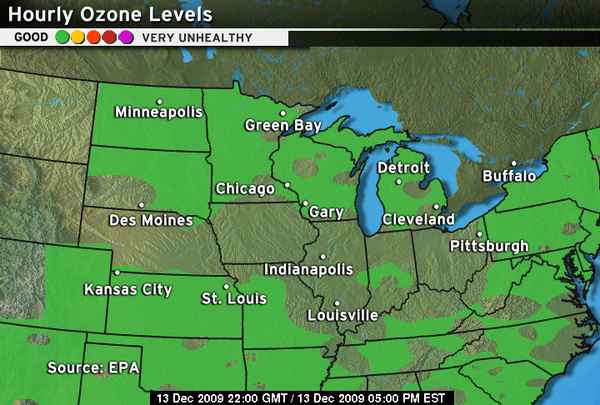 Hourly Ozone Levels
GOOD VERY UNHEALTHY
Minneapolis
Green Bay
Detroit
Buffalo
Chicago
Des Moines
Gary
Cleveland
Pittsburgh
Indianapolis
Kansas City
St. Louis
Louisville
Source: EPA
13 Dec 2009 22:00 GMT / 13 Dec 2009 05:00 PM EST